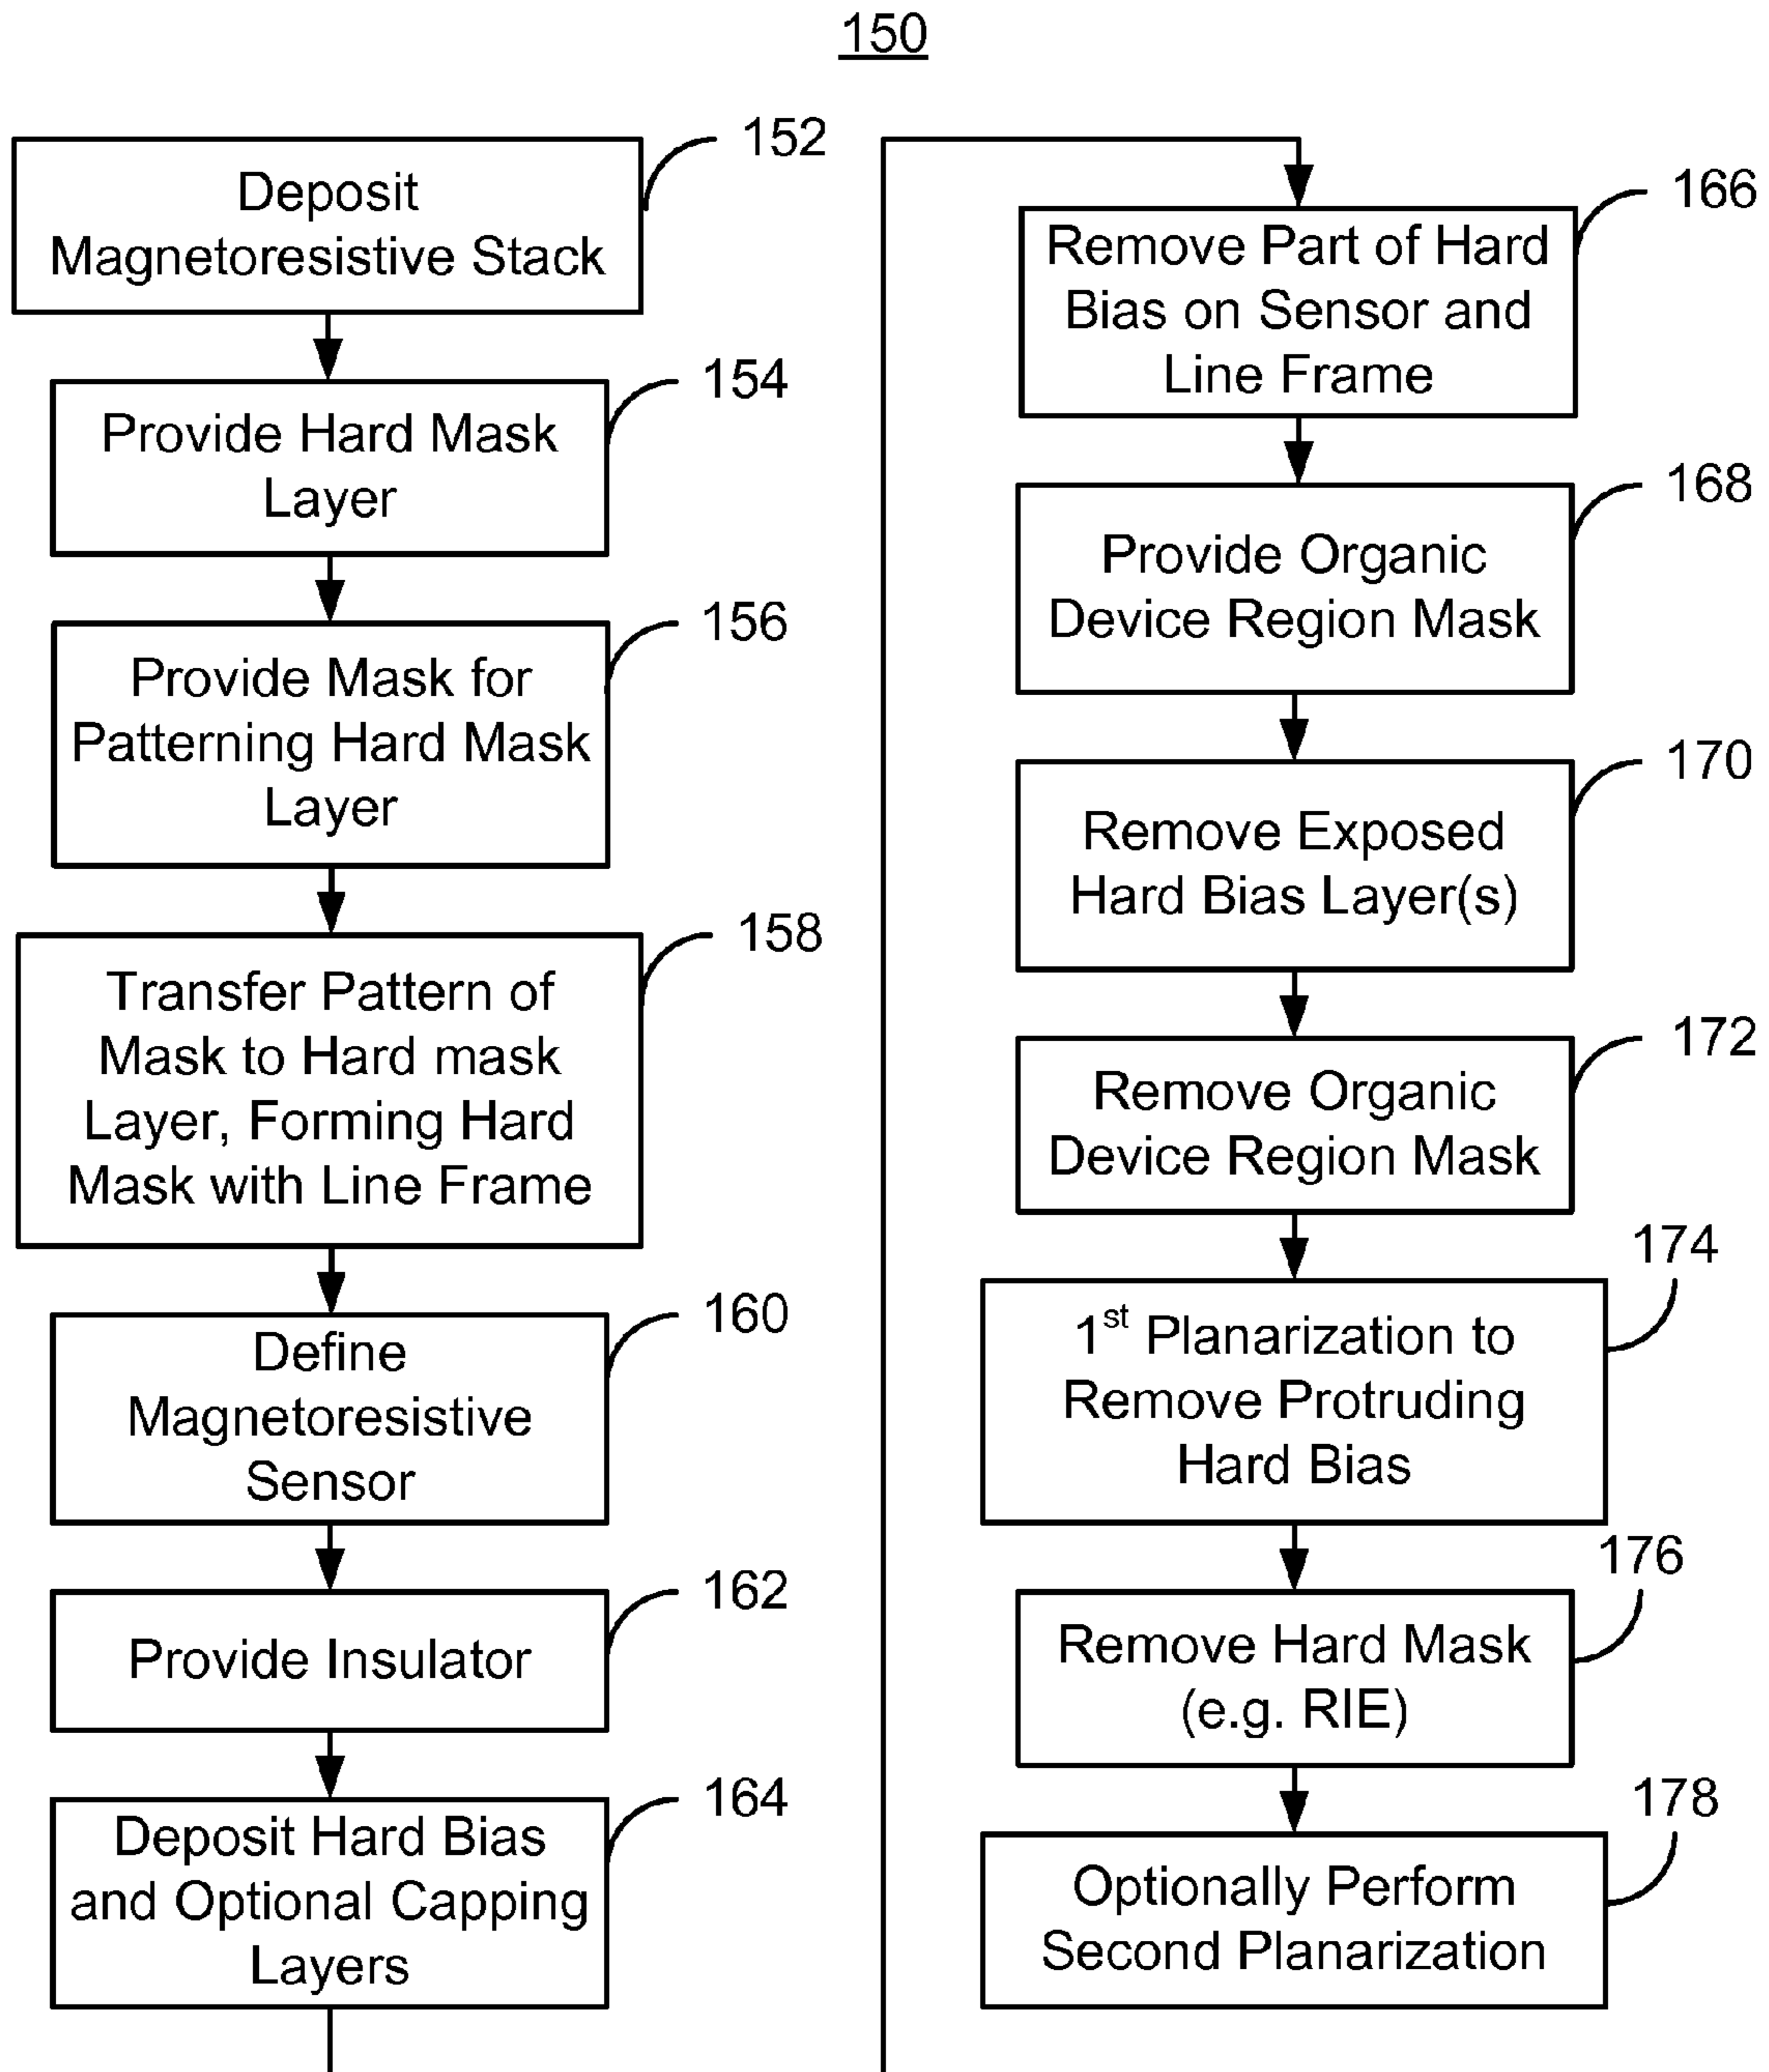 150
Deposit
Magnetoresistive Stack
152
Provide Hard Mask
Layer
154
Provide Mask for
Patterning Hard Mask
Layer
156
Transfer Pattern of
Mask to Hard mask
Layer, Forming Hard
Mask with Line Frame
158
Define
Magnetoresistive
Sensor
160
Provide Insulator
162
Deposit Hard Bias
and Optional Capping
Layers
164
Remove Part of Hard
Bias on Sensor and
Line Frame
166
Provide Organic
Device Region Mask
168
Remove Exposed
Hard Bias Layer(s)
170
Remove Organic
Device Region Mask
172
1st Planarization to
Remove Protruding
Hard Bias
174
Remove Hard Mask
(e.g. RIE)
176
Optionally Perform
Second Planarization
178